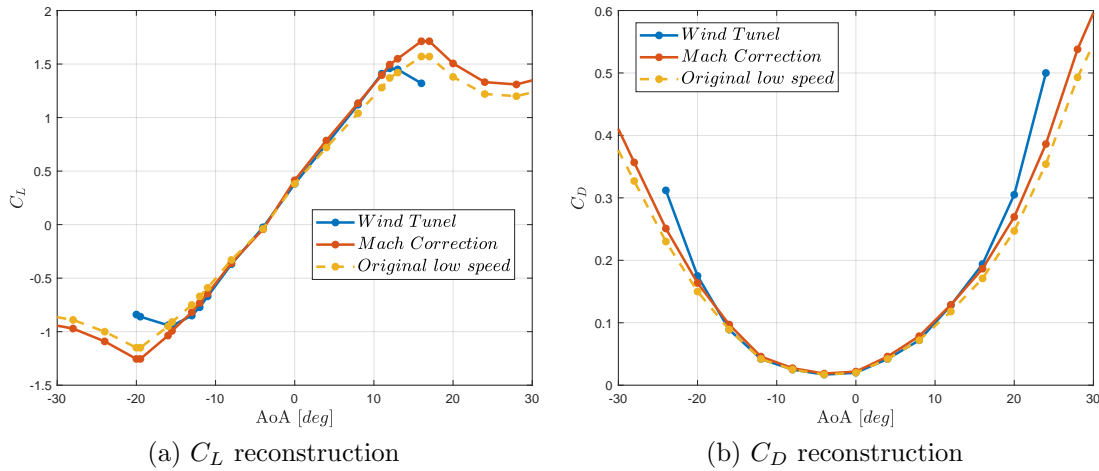 2
1.5
1
0.5
0
-0.5
-1
-1.5
-30 -20 -10 0 10 20 30
C_L
AoA [deg]
Wind Tunel
Mach Correction
Original low speed
(a) C_L reconstruction
0.6
0.5
0.4
0.3
0.2
0.1
0
-30 -20 -10 0 10 20 30
C_D
AoA [deg]
Wind Tunel
Mach Correction
Original low speed
(b) C_D reconstruction